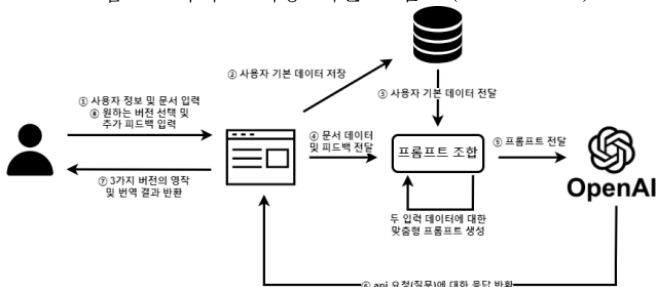 ② 사용자 기본 데이터 저장
① 사용자 정보 및 문서 입력
⑧ 원하는 버전 선택 및
추가 피드백 입력
③ 사용자 기본 데이터 전달
④ 문서 데이터
및 피드백 전달
프롬프트 조합
⑤ 프롬프트 전달
OpenAI
⑦ 3가지 버전의 영작
및 번역 결과 반환
두 입력 데이터에 대한
맞춤형 프롬프트 생성
⑥ api 요청(질문)에 대한 응답 반환